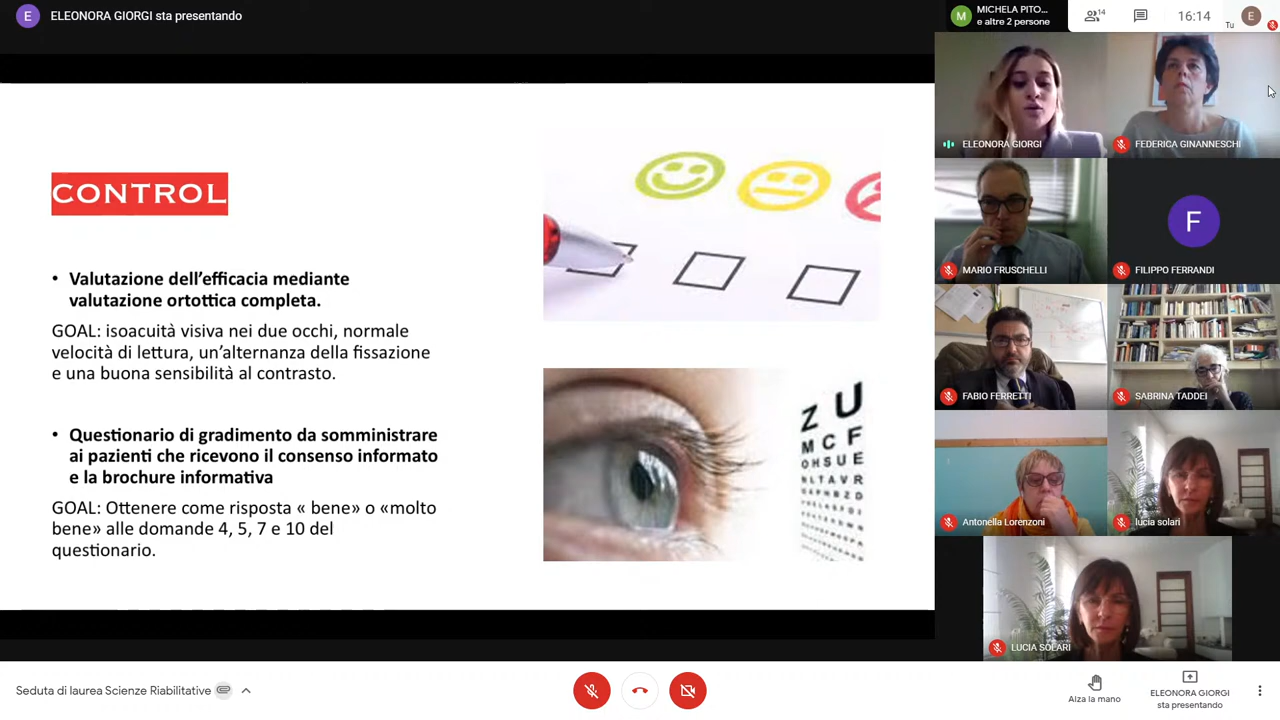 E ELEONORA GIORGI sta presentando
M MICHELA PITO...
e altre 2 persone
14
16:14
Tu
E
CONTROL
• Valutazione dell'efficacia mediante
valutazione ortottica completa.
GOAL: isoacuità visiva nei due occhi, normale
velocità di lettura, un'alternanza della fissazione
e una buona sensibilità al contrasto.
• Questionario di gradimento da somministrare
ai pazienti che ricevono il consenso informato
e la brochure informativa
GOAL: Ottenere come risposta « bene» o «molto
bene» alle domande 4, 5, 7 e 10 del
questionario.
Z U
M C F
O H S U E
N L T A V R
ELEONORA GIORGI
FEDERICA GINANNESCHI
MARIO FRUSCHELLI
F
FILIPPO FERRANDI
FABIO FERRETTI
SABRINA TADDEI
Antonella Lorenzoni
lucia solari
LUCIA SOLARI
Seduta di laurea Scienze Riabilitative
Alza la mano
ELEONORA GIORGI
sta presentando